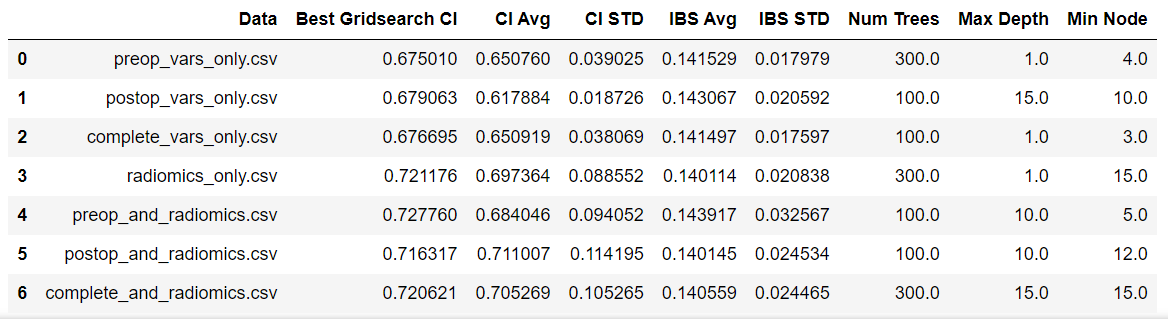 Data Best Gridsearch CI CI Avg CI STD IBS Avg IBS STD Num Trees Max Depth Min Node
0 preop_vars_only.csv 0.675010 0.650760 0.039025 0.141529 0.017979 300.0 1.0 4.0
1 postop_vars_only.csv 0.679063 0.617884 0.018726 0.143067 0.020592 100.0 15.0 10.0
2 complete_vars_only.csv 0.676695 0.650919 0.038069 0.141497 0.017597 100.0 1.0 3.0
3 radiomics_only.csv 0.721176 0.697364 0.088552 0.140114 0.020838 300.0 1.0 15.0
4 preop_and_radiomics.csv 0.727760 0.684046 0.094052 0.143917 0.032567 100.0 10.0 5.0
5 postop_and_radiomics.csv 0.716317 0.711007 0.114195 0.140145 0.024534 100.0 10.0 12.0
6 complete_and_radiomics.csv 0.720621 0.705269 0.105265 0.140559 0.024465 300.0 15.0 15.0